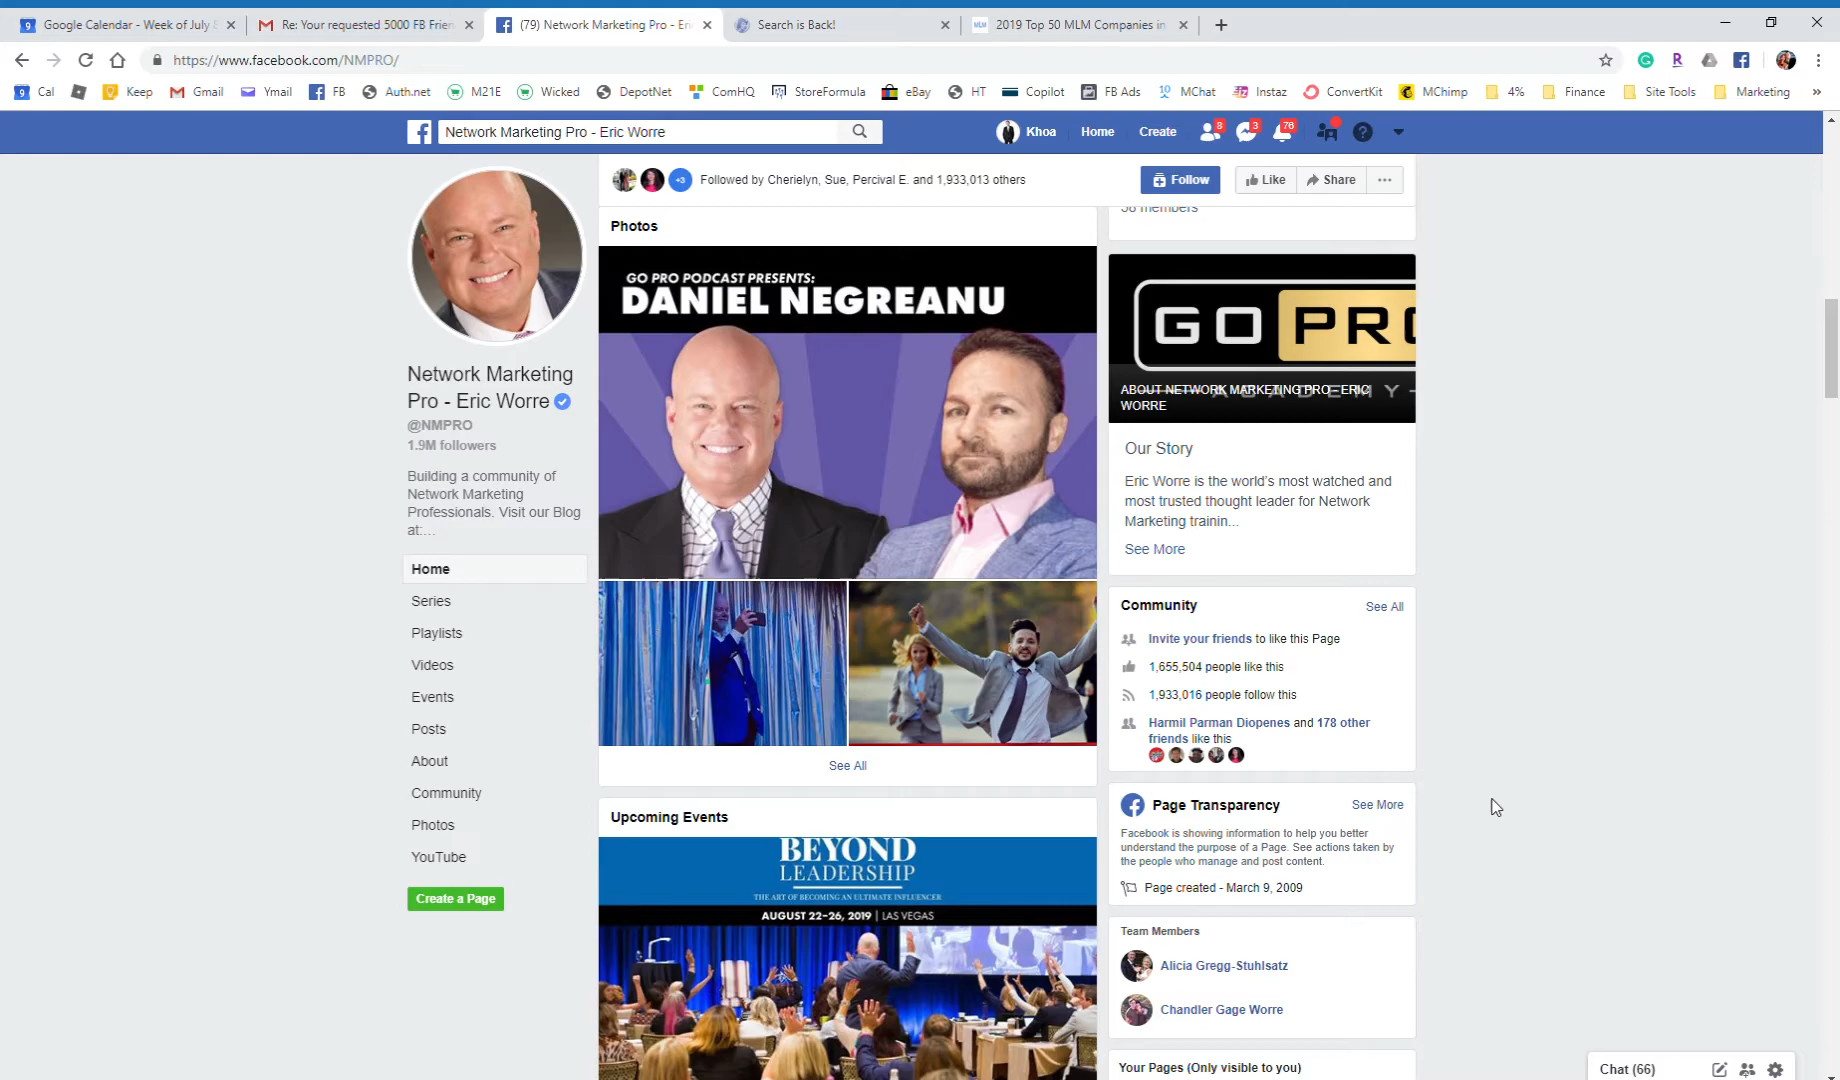 Google Calendar - Week of July 8
Re: Your requested 5000 FB Frien
(79) Network Marketing Pro - Eri
Search is Back!
2019 Top 50 MLM Companies in
https://www.facebook.com/NMPRO/
Cal
Keep
Gmail
Ymail
FB
Auth.net
M21E
Wicked
DepotNet
ComHQ
StoreFormula
eBay
HT
Copilot
FB Ads
MChat
Instaz
ConvertKit
MChimp
4%
Finance
Site Tools
Marketing
Network Marketing Pro - Eric Worre
Khoa
Home
Create
8
3
76
+3
Followed by Cherielyn, Sue, Percival E. and 1,933,013 others
Follow
Like
Share
Network Marketing
Pro - Eric Worre
@NMPRO
1.9M followers
Building a community of
Network Marketing
Professionals. Visit our Blog
at:...
Home
Series
Playlists
Videos
Events
Posts
About
Community
Photos
YouTube
Create a Page
Photos
GO PRO PODCAST PRESENTS:
DANIEL NEGREANU
See All
Upcoming Events
BEYOND
LEADERSHIP
THE ART OF BECOMING AN ULTIMATE INFLUENCER
AUGUST 22-26, 2019 | LAS VEGAS
58 members
GO PRO
ACADEMY
ABOUT NETWORK MARKETING PRO - ERIC
WORRE
Our Story
Eric Worre is the world's most watched and
most trusted thought leader for Network
Marketing trainin...
See More
Community
See All
Invite your friends to like this Page
1,655,504 people like this
1,933,016 people follow this
Harmil Parman Diopenes and 178 other
friends like this
Page Transparency
See More
Facebook is showing information to help you better
understand the purpose of a Page. See actions taken by
the people who manage and post content.
Page created - March 9, 2009
Team Members
Alicia Gregg-Stuhlsatz
Chandler Gage Worre
Your Pages (Only visible to you)
Chat (66)